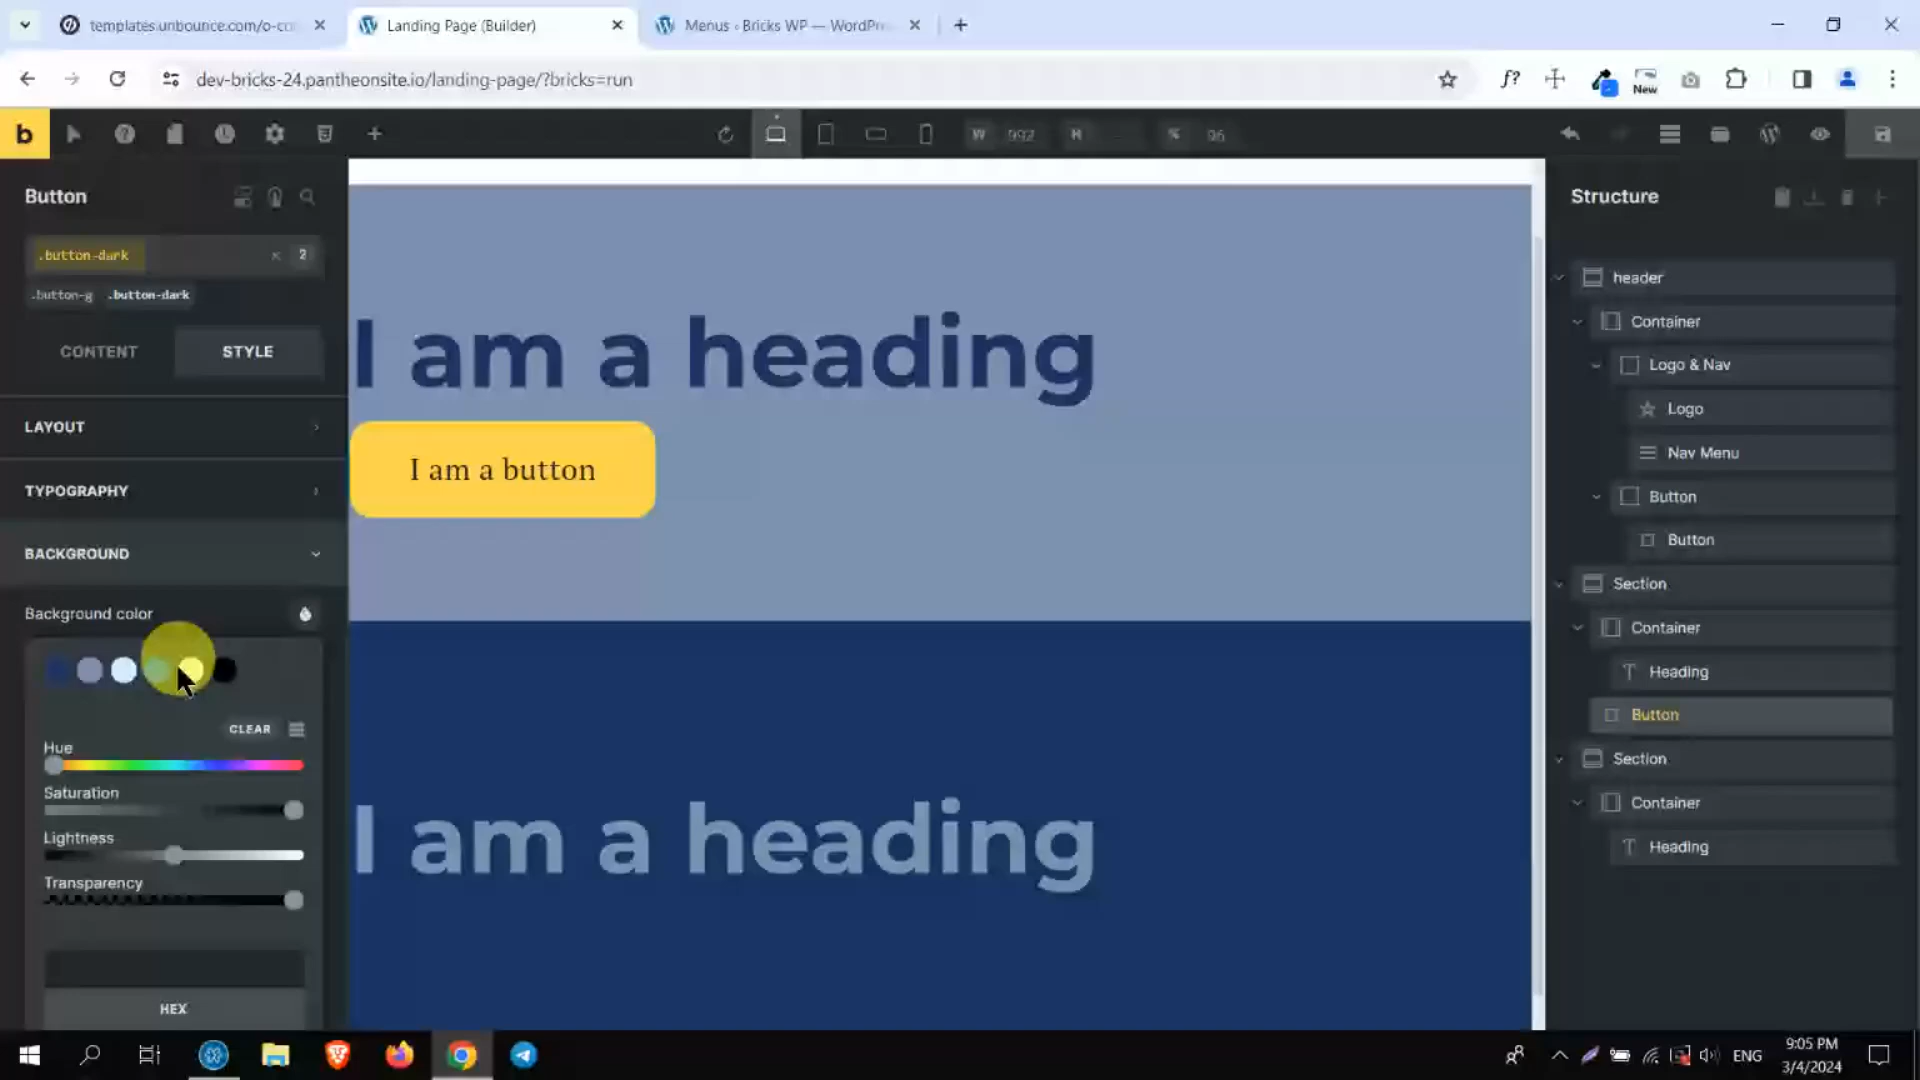 templates.unbounce.com/o-co
Landing Page (Builder)
Menus ‹ Bricks WP — WordPr
dev-bricks-24.pantheonsite.io/landing-page/?bricks=run
f?
New
b
W 992 H % 96
Button
.button-dark × 2
.button-g .button-dark
CONTENT STYLE
LAYOUT
TYPOGRAPHY
BACKGROUND
Background color
CLEAR
Hue
Saturation
Lightness
Transparency
HEX
I am a heading
I am a button
I am a heading
Structure
header
Container
Logo & Nav
Logo
Nav Menu
Button
Button
Section
Container
Heading
Button
Section
Container
Heading
ENG
9:05 PM
3/4/2024